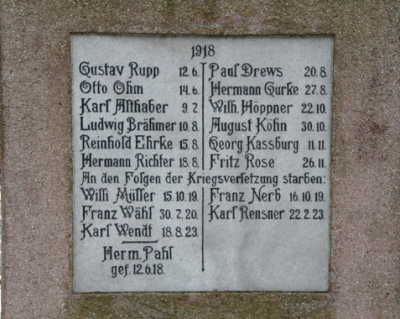 1918
Gustav Rupp 12.6. Paul Drews 20.8.
Otto Ohm 14.6. Hermann Gurke 27.8.
Karl Althaber 9.7. Wilh. Höppner 22.10.
Ludwig Brähmer 10.8. August Köhn 30.10.
Reinhold Ehrke 15.8. Georg Kassburg 11.11.
Hermann Richter 18.8. Fritz Rose 26.11.
An den Folgen der Kriegsverletzung starben:
Willi Müller 15.10.19. Franz Nerb 16.10.19.
Franz Wähl 30.7.20. Karl Rensner 22.2.23.
Karl Wendt 18.8.23.
Herm. Pahl
gef. 12.6.18.